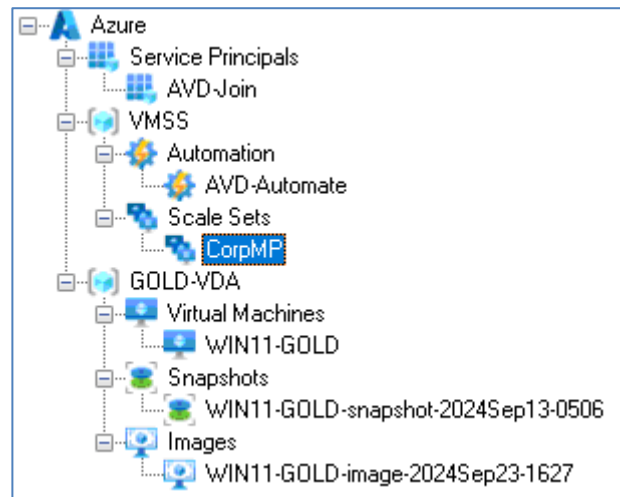 Azure
Service Principals
AVD-Join
VMSS
Automation
AVD-Automate
Scale Sets
CorpMP
GOLD-VDA
Virtual Machines
WIN11-GOLD
Snapshots
WIN11-GOLD-snapshot-2024Sep13-0506
Images
WIN11-GOLD-image-2024Sep23-1627